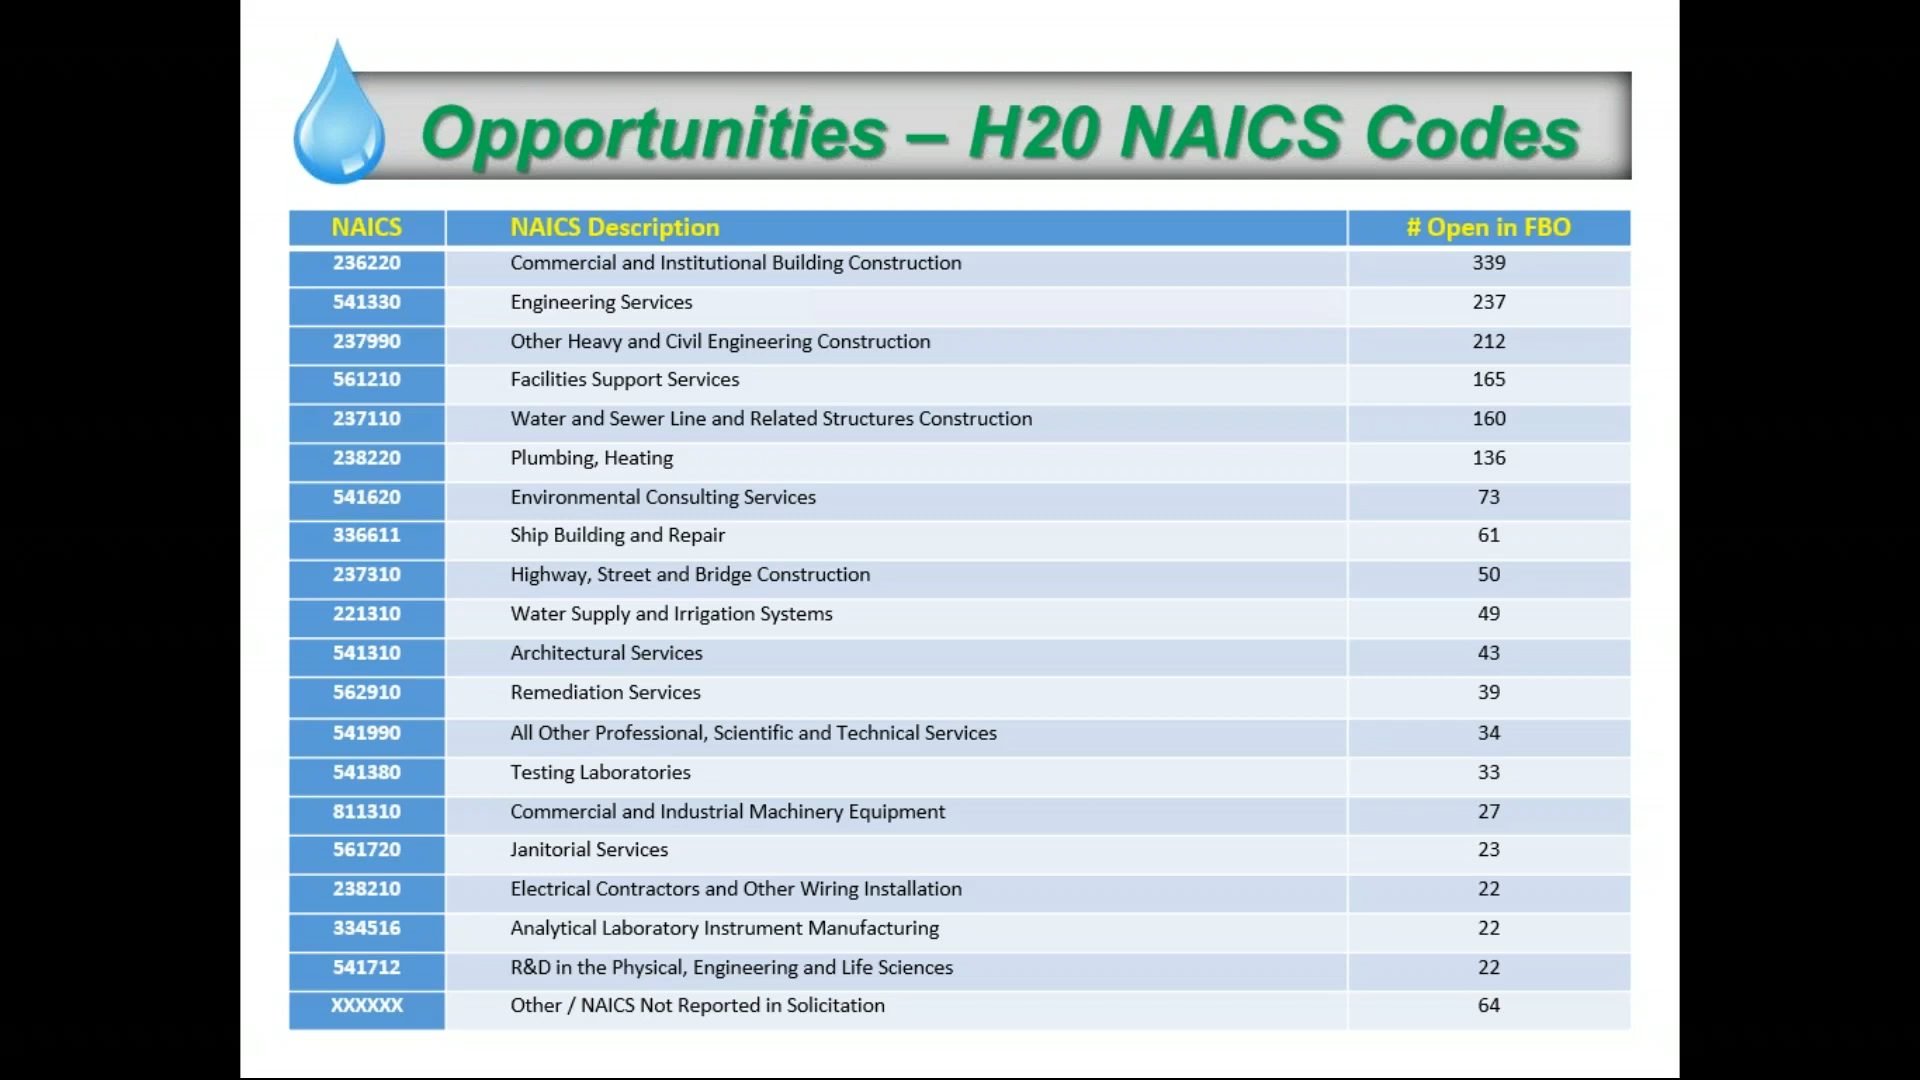 Opportunities – H20 NAICS Codes
NAICS NAICS Description # Open in FBO
236220 Commercial and Institutional Building Construction 339
541330 Engineering Services 237
237990 Other Heavy and Civil Engineering Construction 212
561210 Facilities Support Services 165
237110 Water and Sewer Line and Related Structures Construction 160
238220 Plumbing, Heating 136
541620 Environmental Consulting Services 73
336611 Ship Building and Repair 61
237310 Highway, Street and Bridge Construction 50
221310 Water Supply and Irrigation Systems 49
541310 Architectural Services 43
562910 Remediation Services 39
541990 All Other Professional, Scientific and Technical Services 34
541380 Testing Laboratories 33
811310 Commercial and Industrial Machinery Equipment 27
561720 Janitorial Services 23
238210 Electrical Contractors and Other Wiring Installation 22
334516 Analytical Laboratory Instrument Manufacturing 22
541712 R&D in the Physical, Engineering and Life Sciences 22
XXXXXX Other / NAICS Not Reported in Solicitation 64